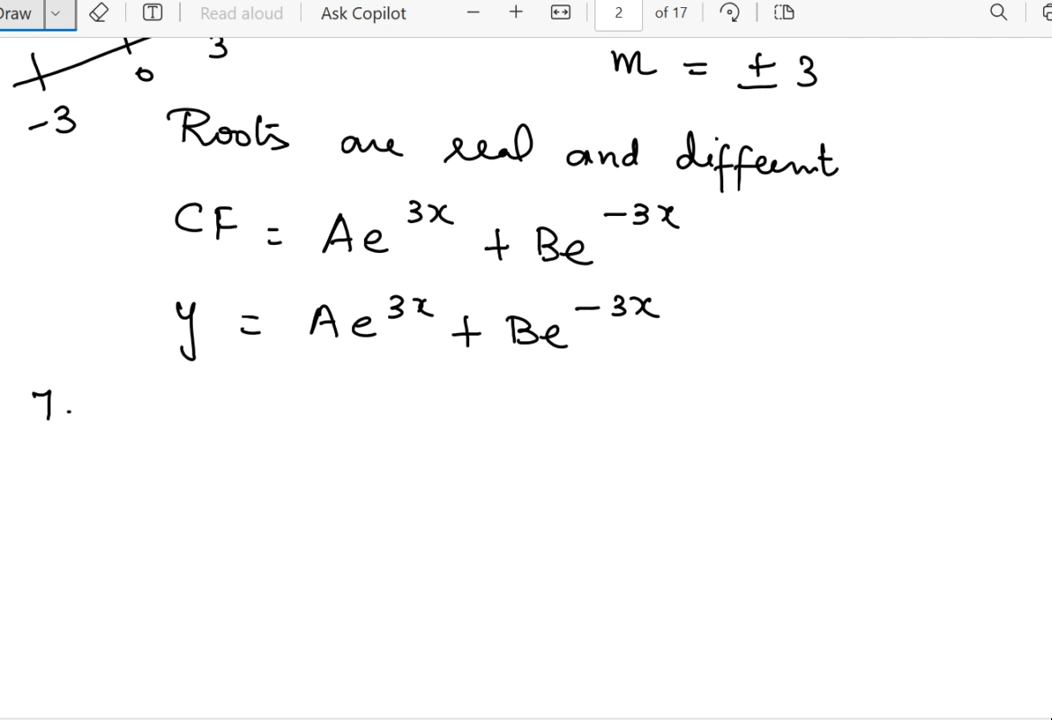 Draw Read aloud Ask Copilot 2 of 17
3
0
-3
m = ± 3
Roots are real and diffeent
CF = Ae^3x + Be^-3x
y = Ae^3x + Be^-3x
7.